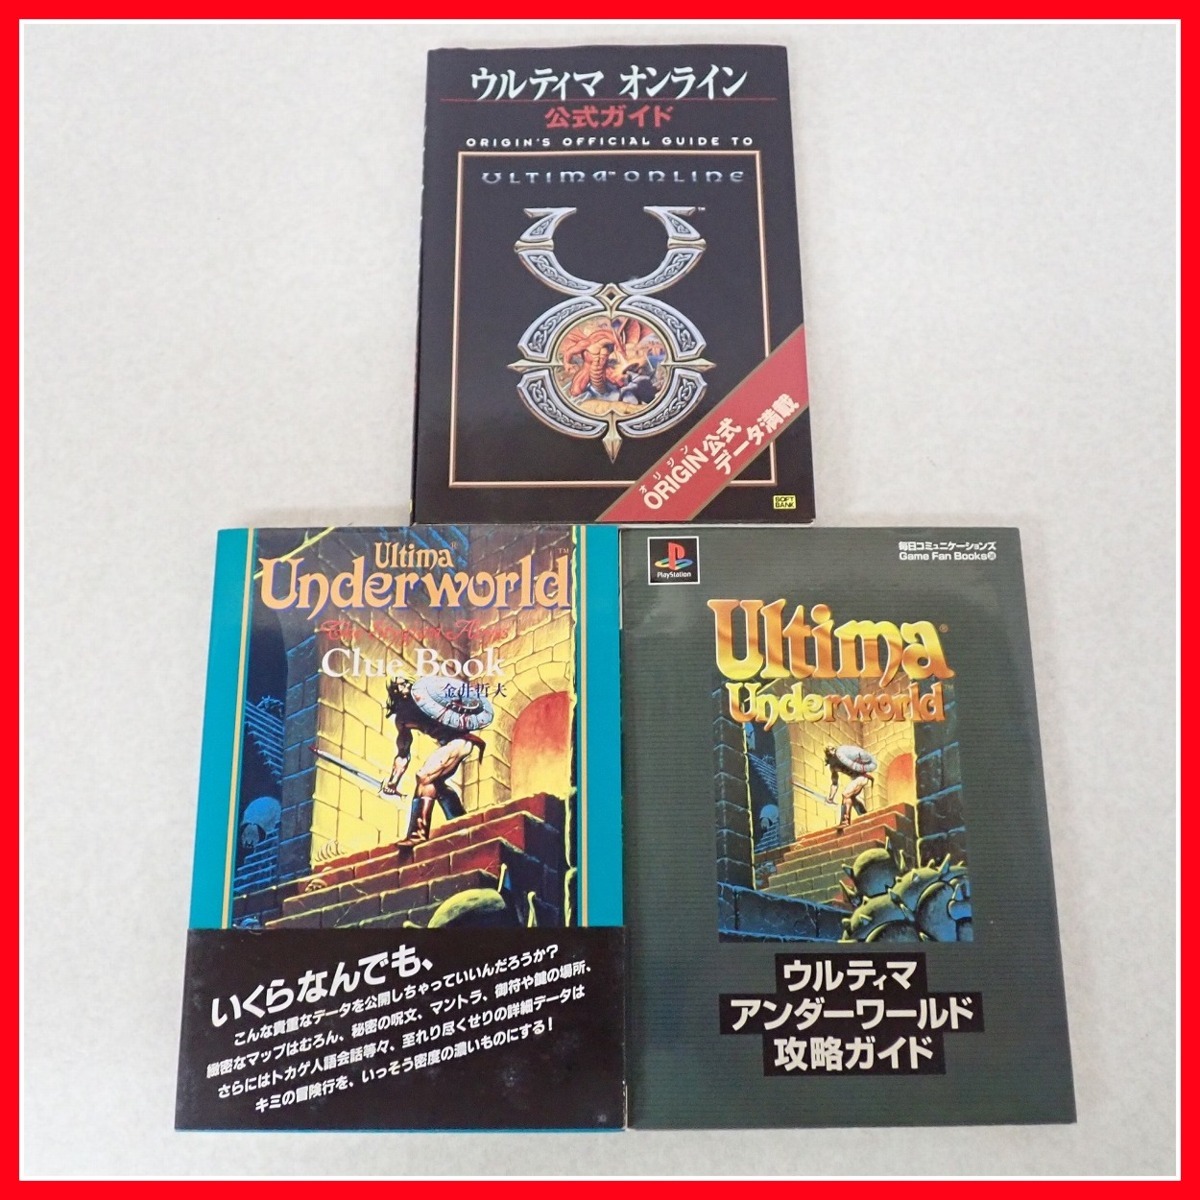 ウルティマ オンライン
公式ガイド
ORIGIN'S OFFICIAL GUIDE TO
ULTIMA ONLINE
™
オリジン
ORIGIN公式
データ満載
SOFT
BANK
Ultima®
Underworld™
Clue Book
金井哲夫
いくらなんでも、
こんな貴重なデータを公開しちゃっていいんだろうか?
緻密なマップはむろん、秘密の呪文、マントラ、御符や鍵の場所、
さらにはトカゲ人語会話等々、至れり尽くせりの詳細データは
キミの冒険行を、いっそう密度の濃いものにする!
PlayStation
毎日コミュニケーションズ
Game Fan Books
Ultima®
Underworld
ウルティマ
アンダーワールド
攻略ガイド